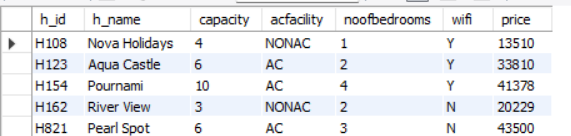 h_id h_name capacity acfacility noofbedrooms wifi price
H108 Nova Holidays 4 NONAC 1 Y 13510
H123 Aqua Castle 6 AC 2 Y 33810
H154 Pournami 10 AC 4 Y 41378
H162 River View 3 NONAC 2 N 20229
H821 Pearl Spot 6 AC 3 N 43500